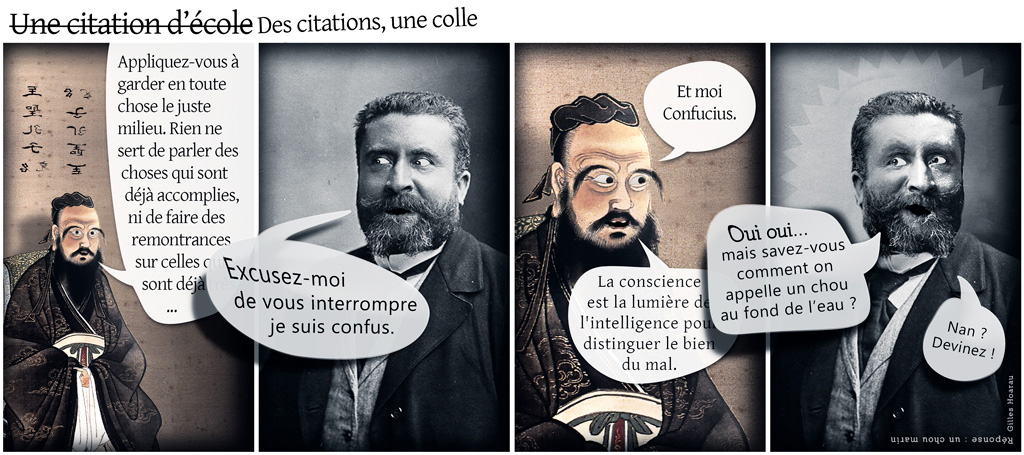 Une citation d'école Des citations, une colle
Appliquez-vous à
garder en toute
chose le juste
milieu. Rien ne
sert de parler des
choses qui sont
déjà accomplies,
ni de faire des
remontrances
sur celles
sont déjà
...
Excusez-moi
de vous interrompre
je suis confus.
Et moi
Confucius.
La conscience
est la lumière de
l'intelligence pour
distinguer le bien
du mal.
Oui oui...
mais savez-vous
comment on
appelle un chou
au fond de l'eau ?
Nan ?
Devinez !
Réponse : un chou marin
Gilles Hoarau